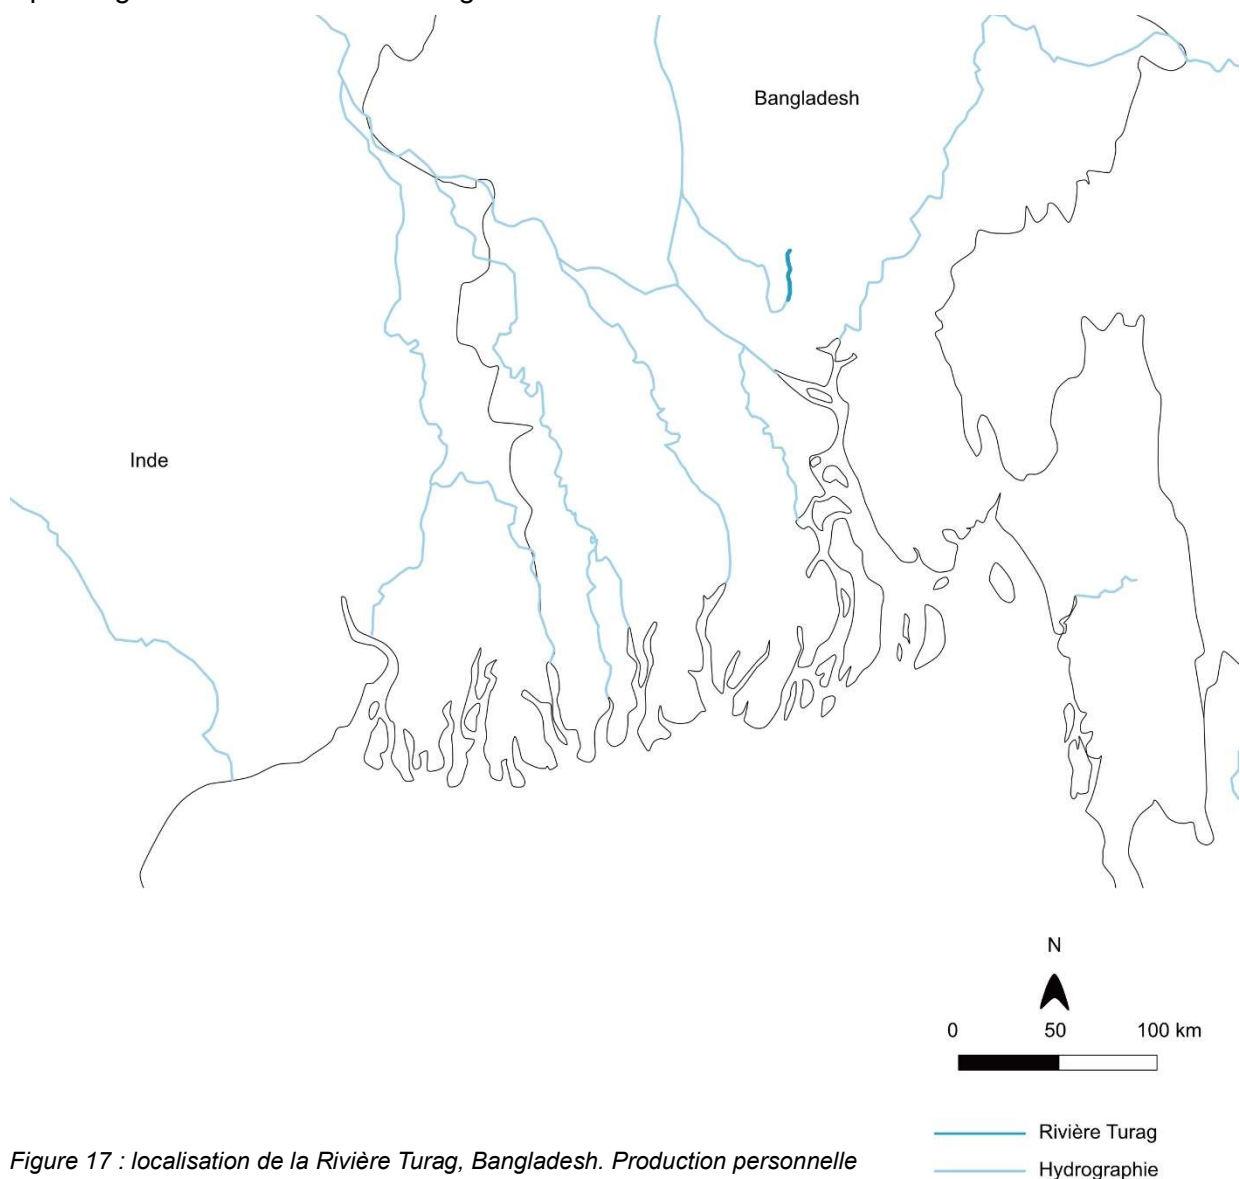 Bangladesh
Inde
N
0 50 100 km
Rivière Turag
Hydrographie
Figure 17 : localisation de la Rivière Turag, Bangladesh. Production personnelle